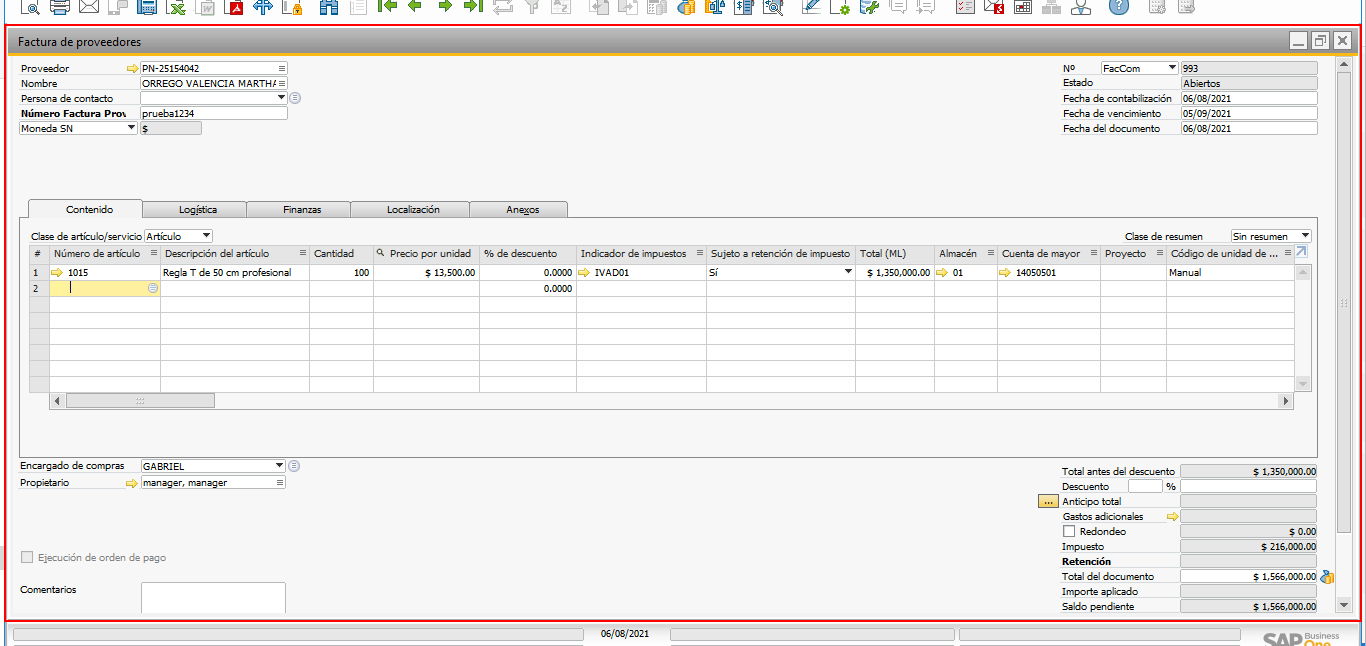 Factura de proveedores
Proveedor PN-25154042
Nombre ORREGO VALENCIA MARTHA
Persona de contacto
Número Factura Prov prueba1234
Moneda SN $
Nº FacCom 993
Estado Abiertos
Fecha de contabilización 06/08/2021
Fecha de vencimiento 05/09/2021
Fecha del documento 06/08/2021
Contenido Logística Finanzas Localización Anexos
Clase de artículo/servicio Artículo Clase de resumen Sin resumen
# Número de artículo Descripción del artículo Cantidad Precio por unidad % de descuento Indicador de impuestos Sujeto a retención de impuesto Total (ML) Almacén Cuenta de mayor Proyecto Código de unidad de ...
1 1015 Regla T de 50 cm profesional 100 $ 13,500.00 0.0000 IVAD01 Sí $ 1,350,000.00 01 14050501 Manual
2 0.0000
Encargado de compras GABRIEL
Propietario manager, manager
Ejecución de orden de pago
Comentarios
Total antes del descuento $ 1,350,000.00
Descuento %
... Anticipo total
Gastos adicionales
Redondeo $ 0.00
Impuesto $ 216,000.00
Retención
Total del documento $ 1,566,000.00
Importe aplicado
Saldo pendiente $ 1,566,000.00
06/08/2021
SAP Business
One